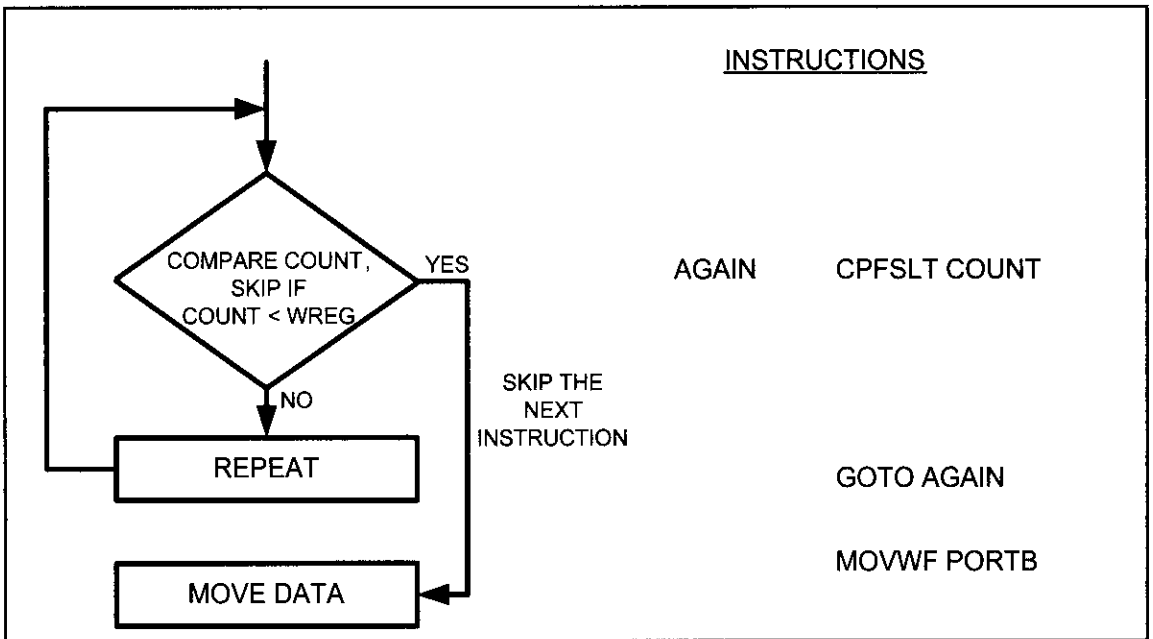 INSTRUCTIONS
COMPARE COUNT,
SKIP IF
COUNT < WREG
YES
AGAIN CPFSLT COUNT
NO
SKIP THE
NEXT
INSTRUCTION
REPEAT
GOTO AGAIN
MOVE DATA
MOVWF PORTB